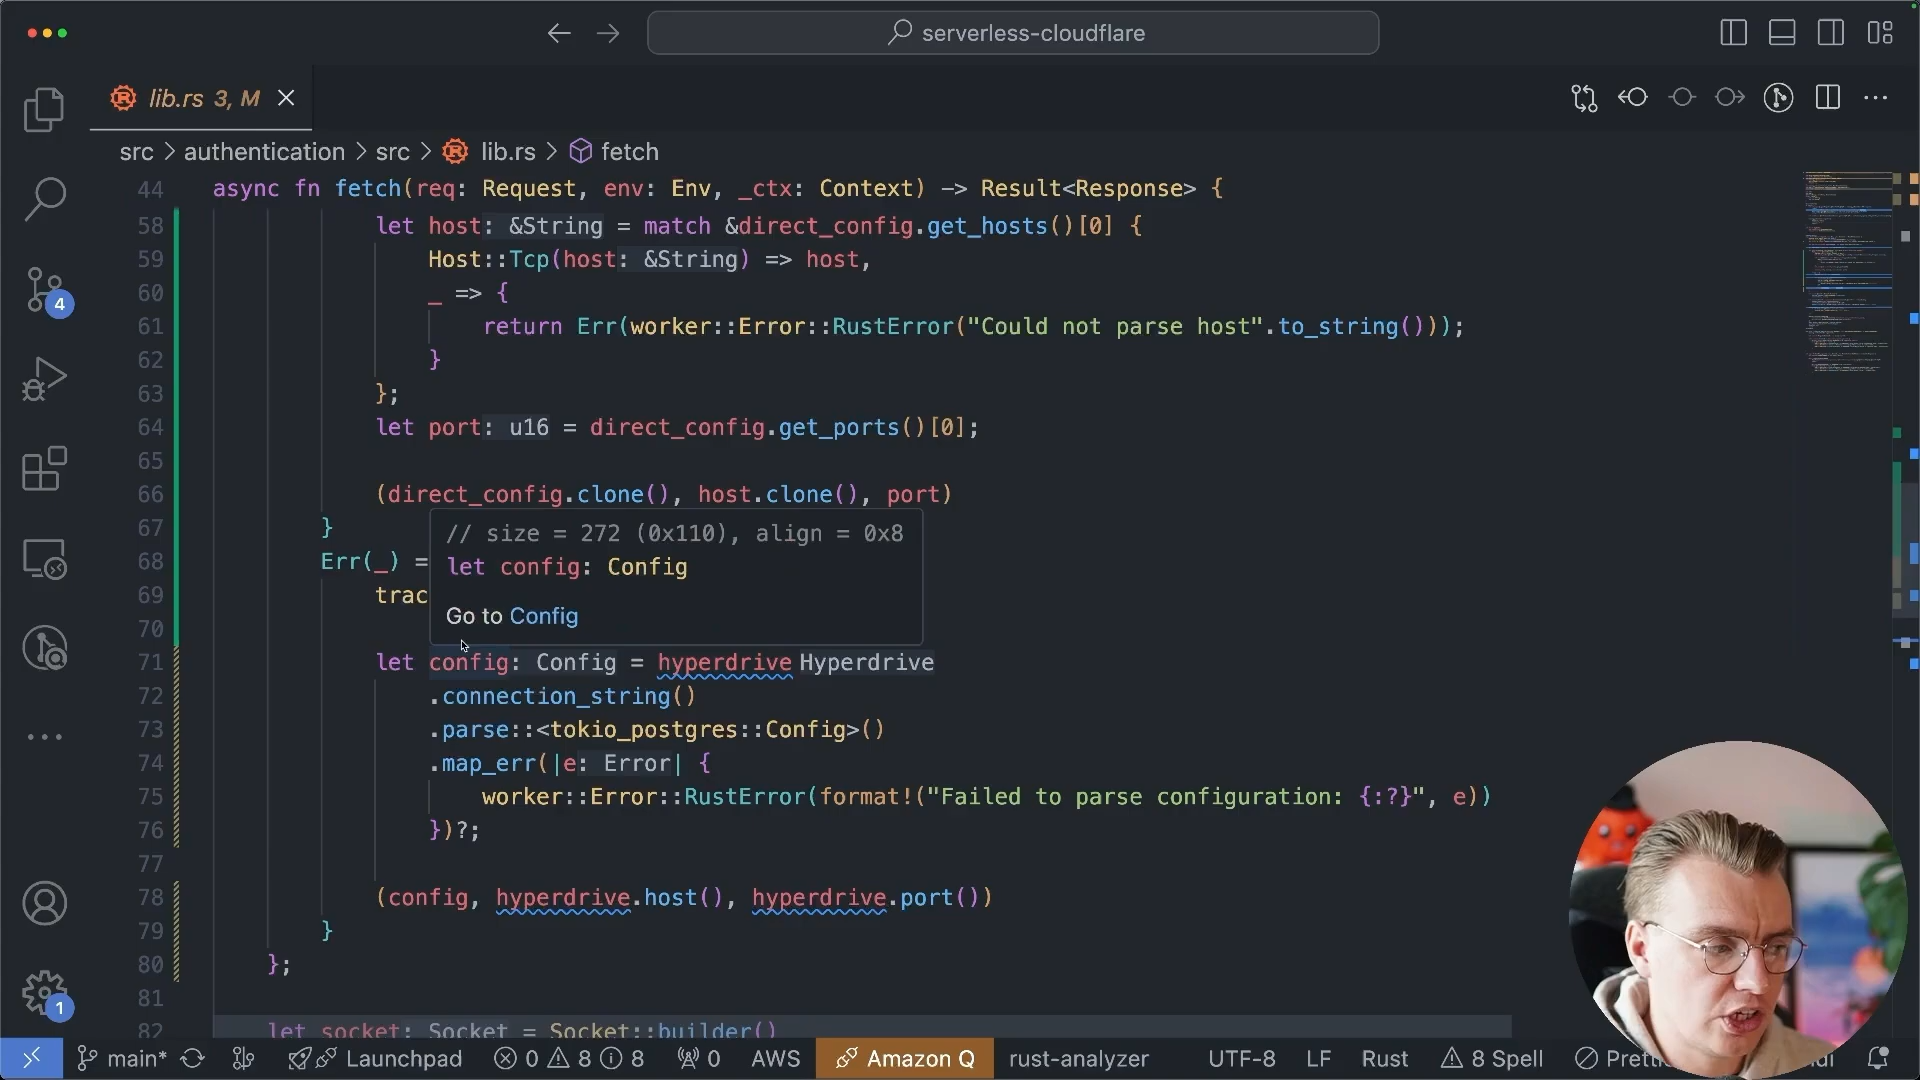 serverless-cloudflare
lib.rs 3, M
src > authentication > src > lib.rs > fetch
44 async fn fetch(req: Request, env: Env, _ctx: Context) -> Result<Response> {
58 let host: &String = match &direct_config.get_hosts()[0] {
59 Host::Tcp(host: &String) => host,
60 _ => {
61 return Err(worker::Error::RustError("Could not parse host".to_string()));
62 }
63 };
64 let port: u16 = direct_config.get_ports()[0];
65
66 (direct_config.clone(), host.clone(), port)
67 }
// size = 272 (0x110), align = 0x8
68 Err(_) =
let config: Config
69 trac
Go to Config
70
71 let config: Config = hyperdrive Hyperdrive
72 .connection_string()
73 .parse::<tokio_postgres::Config>()
74 .map_err(|e: Error| {
75 worker::Error::RustError(format!("Failed to parse configuration: {:?}", e))
76 })?;
77
78 (config, hyperdrive.host(), hyperdrive.port())
79 }
80 };
81
82 let socket: Socket = Socket::builder()
4
1
main* Launchpad 0 8 8 0 AWS Amazon Q rust-analyzer UTF-8 LF Rust 8 Spell